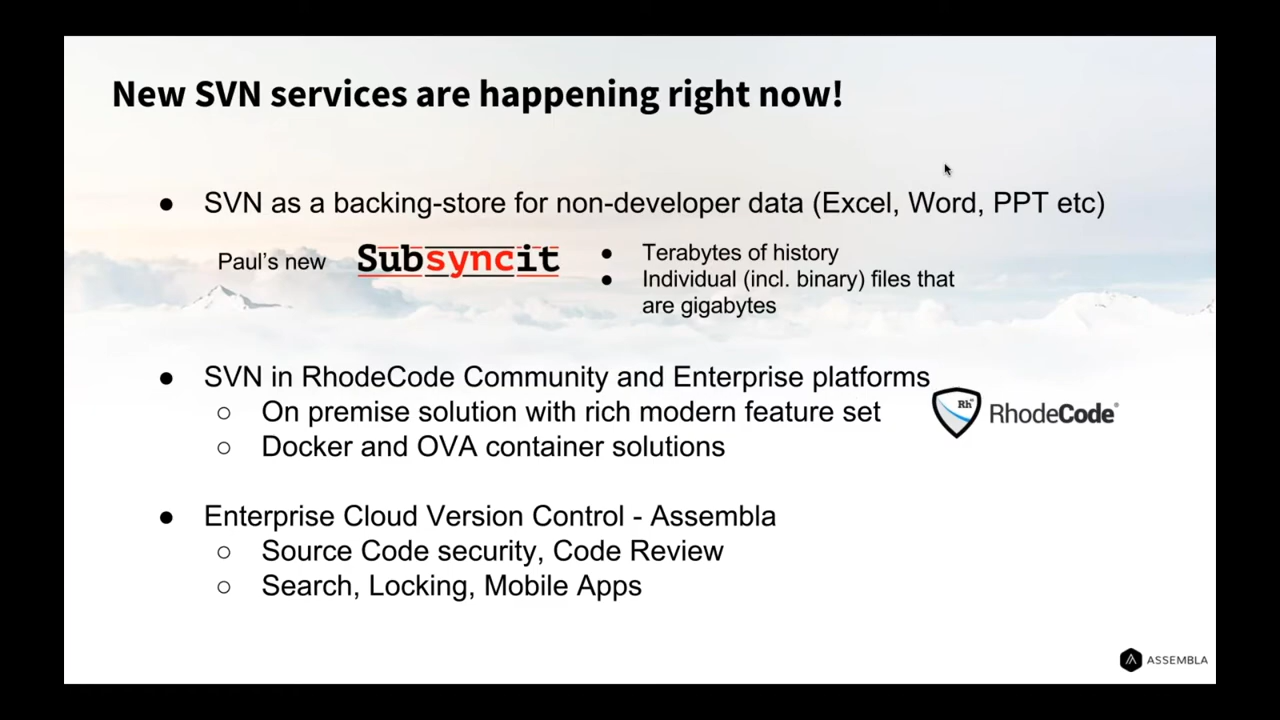 New SVN services are happening right now!
● SVN as a backing-store for non-developer data (Excel, Word, PPT etc)
Paul's new Subsyncit
● Terabytes of history
● Individual (incl. binary) files that
are gigabytes
● SVN in RhodeCode Community and Enterprise platforms
○ On premise solution with rich modern feature set
○ Docker and OVA container solutions
Rh RhodeCode®
● Enterprise Cloud Version Control - Assembla
○ Source Code security, Code Review
○ Search, Locking, Mobile Apps
ASSEMBLA